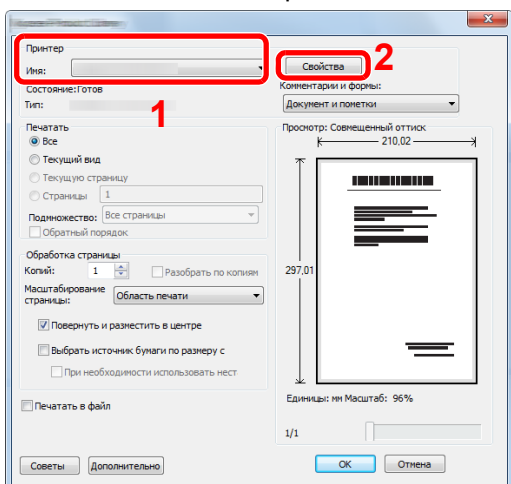 Принтер
Имя:
1
Свойства
2
Состояние:Готов
Тип:
Комментарии и формы:
Документ и пометки
Печатать
Все
Текущий вид
Текущую страницу
Страницы 1
Подмножество: Все страницы
Обратный порядок
Обработка страницы
Копий: 1 Разобрать по копиям
Масштабирование страницы: Область печати
Повернуть и разместить в центре
Выбрать источник бумаги по размеру с
При необходимости использовать нест
Печатать в файл
Просмотр: Совмещенный оттиск
210,02
297,01
Единицы: мм Масштаб: 96%
1/1
Советы
Дополнительно
OK
Отмена